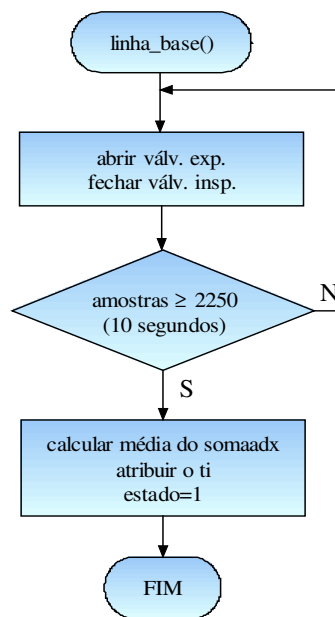 linha_base()
abrir válv. exp.
fechar válv. insp.
amostras ≥ 2250
(10 segundos)
N
S
calcular média do somaadx
atribuir o ti
estado=1
FIM